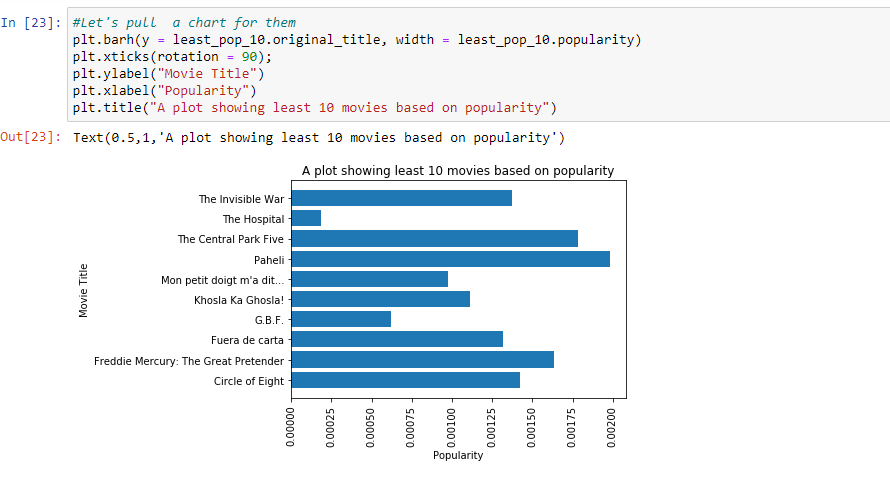 In [23]: #Let's pull  a chart for them
plt.barh(y = least_pop_10.original_title, width = least_pop_10.popularity)
plt.xticks(rotation = 90);
plt.ylabel("Movie Title")
plt.xlabel("Popularity")
plt.title("A plot showing least 10 movies based on popularity")
Out[23]: Text(0.5,1,'A plot showing least 10 movies based on popularity')
A plot showing least 10 movies based on popularity
Movie Title
The Invisible War
The Hospital
The Central Park Five
Paheli
Mon petit doigt m'a dit...
Khosla Ka Ghosla!
G.B.F.
Fuera de carta
Freddie Mercury: The Great Pretender
Circle of Eight
0.00000
0.00025
0.00050
0.00075
0.00100
0.00125
0.00150
0.00175
0.00200
Popularity